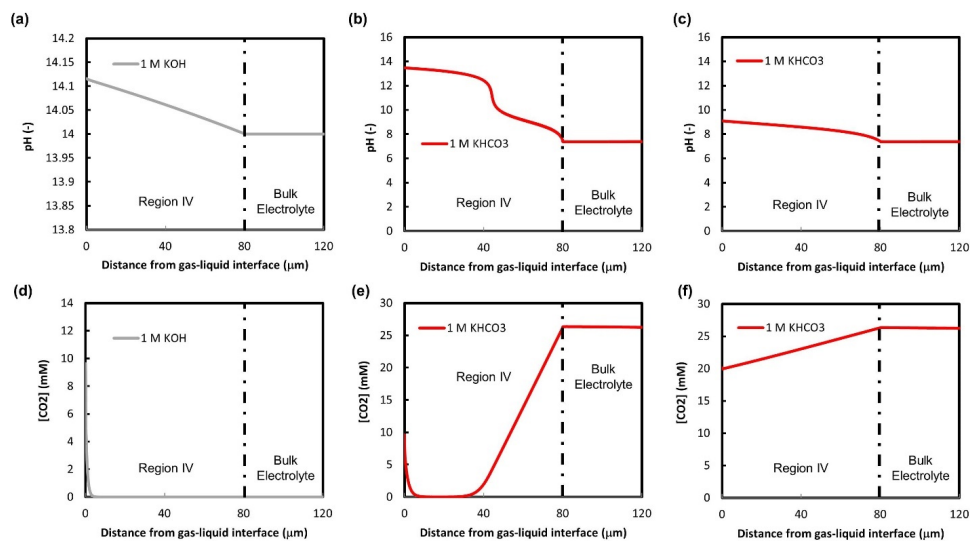 (a)
14.2
14.15
14.1
14.05
14
13.95
13.9
13.85
13.8
pH (-)
1 M KOH
Region IV
Bulk
Electrolyte
0
40
80
120
Distance from gas-liquid interface (μm)
(b)
16
14
12
10
8
6
4
2
0
pH (-)
1 M KHCO3
Region IV
Bulk
Electrolyte
0
40
80
120
Distance from gas-liquid interface (μm)
(c)
16
14
12
10
8
6
4
2
0
pH (-)
1 M KHCO3
Region IV
Bulk
Electrolyte
0
40
80
120
Distance from gas-liquid interface (μm)
(d)
14
12
10
8
6
4
2
0
[CO2] (mM)
1 M KOH
Region IV
Bulk
Electrolyte
0
40
80
120
Distance from gas-liquid interface (μm)
(e)
30
25
20
15
10
5
0
[CO2] (mM)
1 M KHCO3
Region IV
Bulk
Electrolyte
0
40
80
120
Distance from gas-liquid interface (μm)
(f)
30
25
20
15
10
5
0
[CO2] (mM)
1 M KHCO3
Region IV
Bulk
Electrolyte
0
40
80
120
Distance from gas-liquid interface (μm)